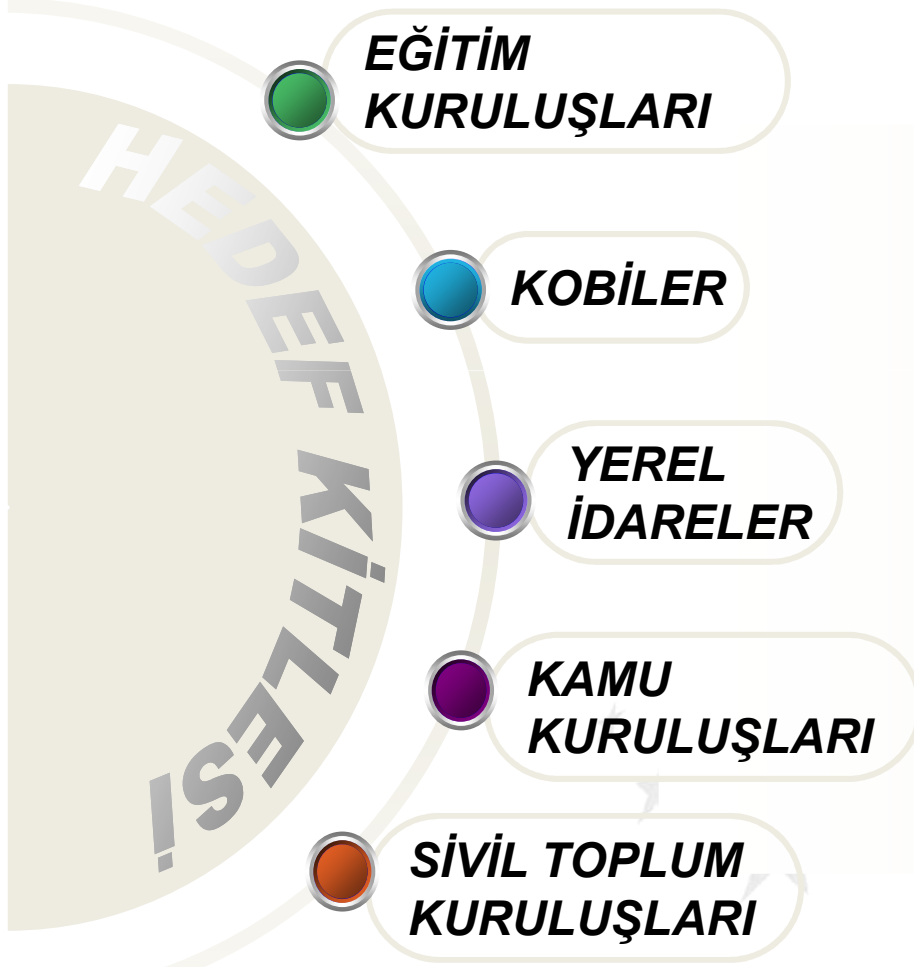 HEDEF KİTLESİ
EĞİTİM
KURULUŞLARI
KOBİLER
YEREL
İDARELER
KAMU
KURULUŞLARI
SİVİL TOPLUM
KURULUŞLARI